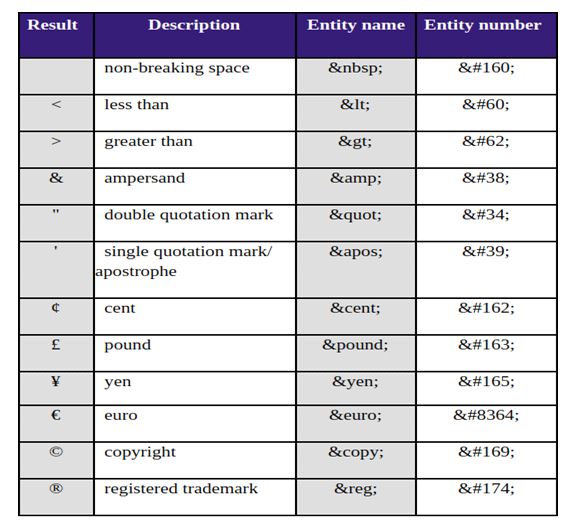 Result Description Entity name Entity number
non-breaking space &nbsp; &#160;
< less than &lt; &#60;
> greater than &gt; &#62;
& ampersand &amp; &#38;
" double quotation mark &quot; &#34;
' single quotation mark/ &apos; &#39;
apostrophe
¢ cent &cent; &#162;
£ pound &pound; &#163;
¥ yen &yen; &#165;
€ euro &euro; &#8364;
© copyright &copy; &#169;
® registered trademark &reg; &#174;